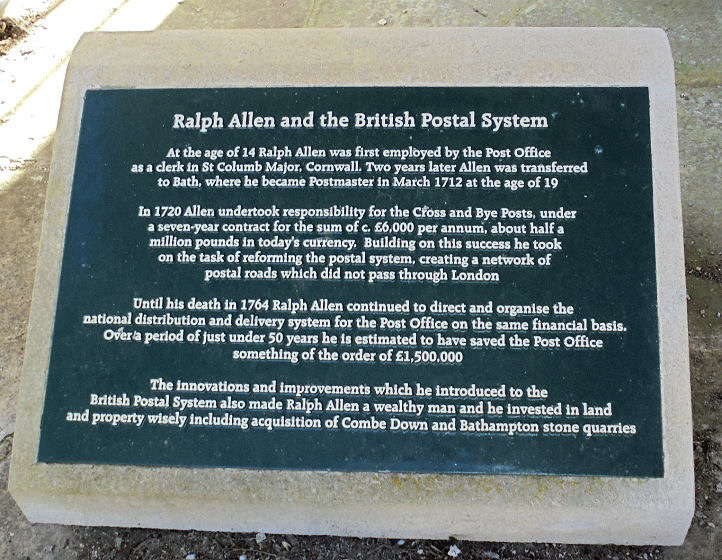 Ralph Allen and the British Postal System
At the age of 14 Ralph Allen was first employed by the Post Office
as a clerk in St Columb Major, Cornwall. Two years later Allen was transferred
to Bath, where he became Postmaster in March 1712 at the age of 19
In 1720 Allen undertook responsibility for the Cross and Bye Posts, under
a seven-year contract for the sum of c. £6,000 per annum, about half a
million pounds in today's currency. Building on this success he took
on the task of reforming the postal system, creating a network of
postal roads which did not pass through London
Until his death in 1764 Ralph Allen continued to direct and organise the
national distribution and delivery system for the Post Office on the same financial basis.
Over a period of just under 50 years he is estimated to have saved the Post Office
something of the order of £1,500,000
The innovations and improvements which he introduced to the
British Postal System also made Ralph Allen a wealthy man and he invested in land
and property wisely including acquisition of Combe Down and Bathampton stone quarries